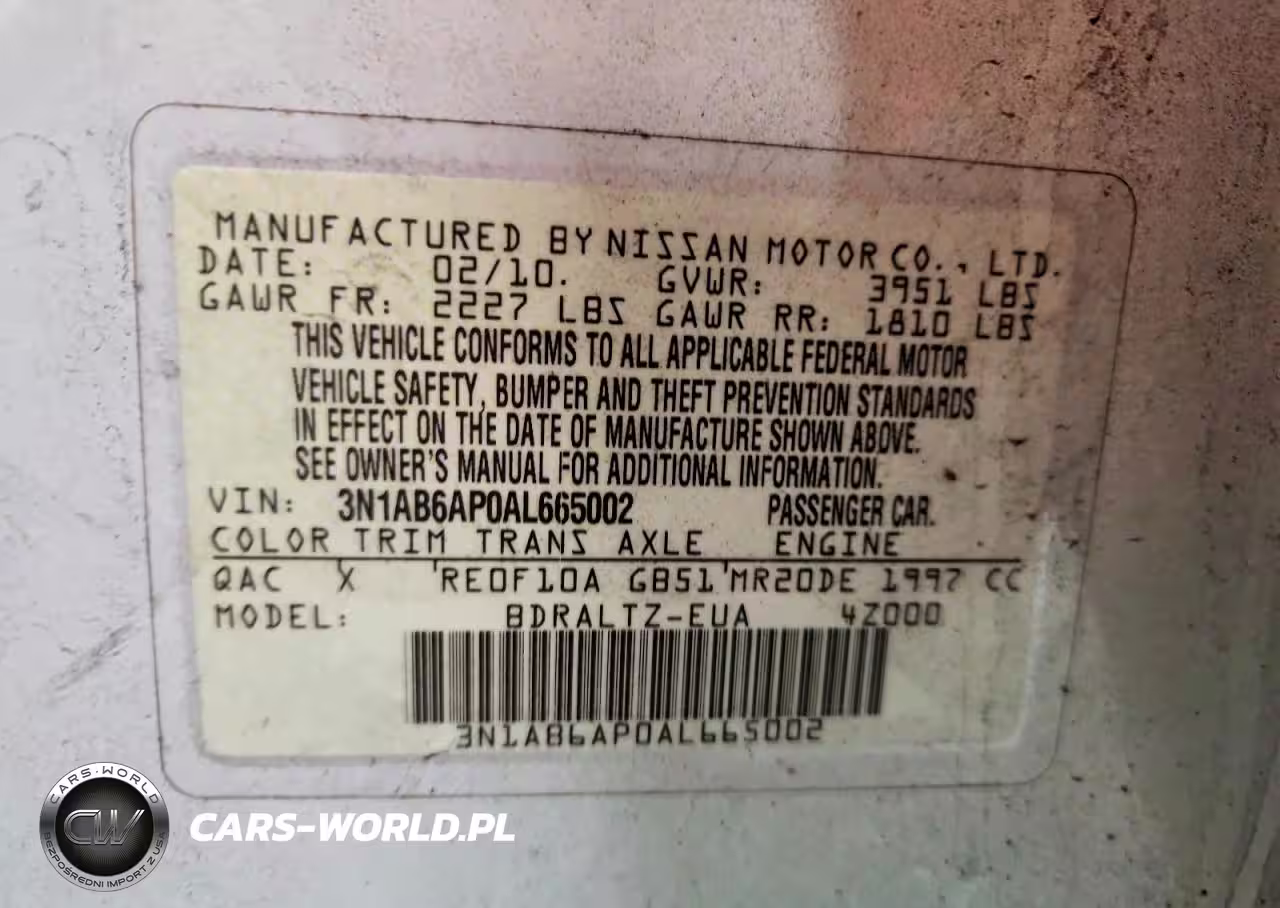 MANUFACTURED BY NISSAN MOTOR CO., LTD.
DATE: 02/10. GVWR: 3951 LBS
GAWR FR: 2227 LBS GAWR RR: 1810 LBS
THIS VEHICLE CONFORMS TO ALL APPLICABLE FEDERAL MOTOR
VEHICLE SAFETY, BUMPER AND THEFT PREVENTION STANDARDS
IN EFFECT ON THE DATE OF MANUFACTURE SHOWN ABOVE.
SEE OWNER'S MANUAL FOR ADDITIONAL INFORMATION.
VIN: 3N1AB6AP0AL665002 PASSENGER CAR.
COLOR TRIM TRANS AXLE ENGINE
QAC X 'RE0F10A GB51'MR20DE 1997 CC
MODEL: BDRALTZ-EUA 4Z000
3N1AB6AP0AL665002
CARS-WORLD
CW
BEZPOŚREDNI IMPORT Z USA
CARS-WORLD.PL